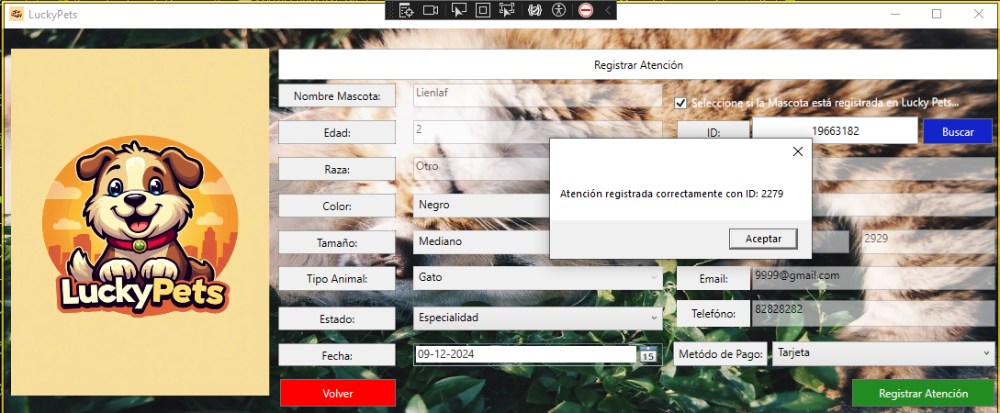 LuckyPets
Registrar Atención
Nombre Mascota:
Lienlaf
Seleccione si la Mascota está registrada en Lucky Pets...
Edad:
2
ID:
19663182
Buscar
Raza:
Otro
Atención registrada correctamente con ID: 2279
Aceptar
Color:
Negro
Tamaño:
Mediano
2929
Tipo Animal:
Gato
Email:
9999@gmail.com
Estado:
Especialidad
Telefóno:
82828282
Fecha:
09-12-2024
15
Metódo de Pago:
Tarjeta
Volver
Registrar Atención
LuckyPets